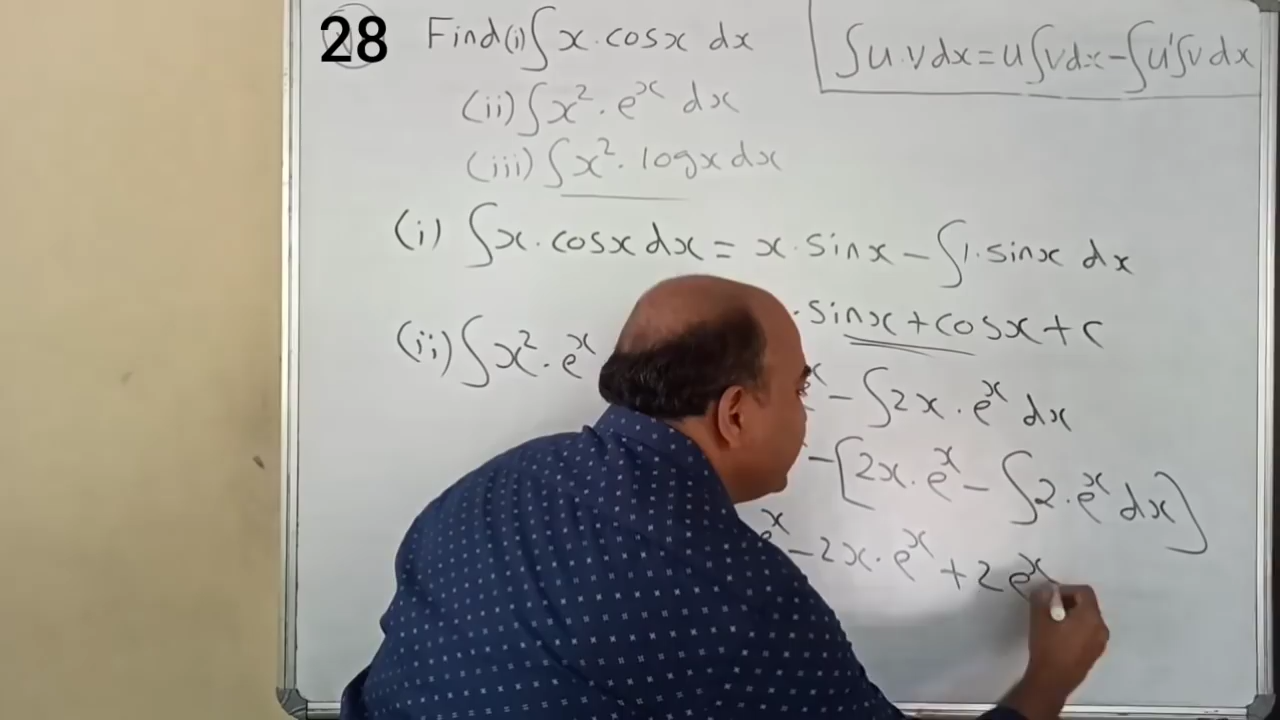 28 Find (i) ∫x.cosx dx
∫u.v dx = u∫v dx - ∫u'∫v dx
(ii) ∫x².eˣ dx
(iii) ∫x². logx dx
(i) ∫x.cosx dx = x.sinx - ∫1.sinx dx
.sinx + cosx + c
(ii) ∫x².eˣ
- ∫2x.eˣ dx
- [2x.eˣ - ∫2.eˣ dx]
eˣ - 2x.eˣ + 2eˣ